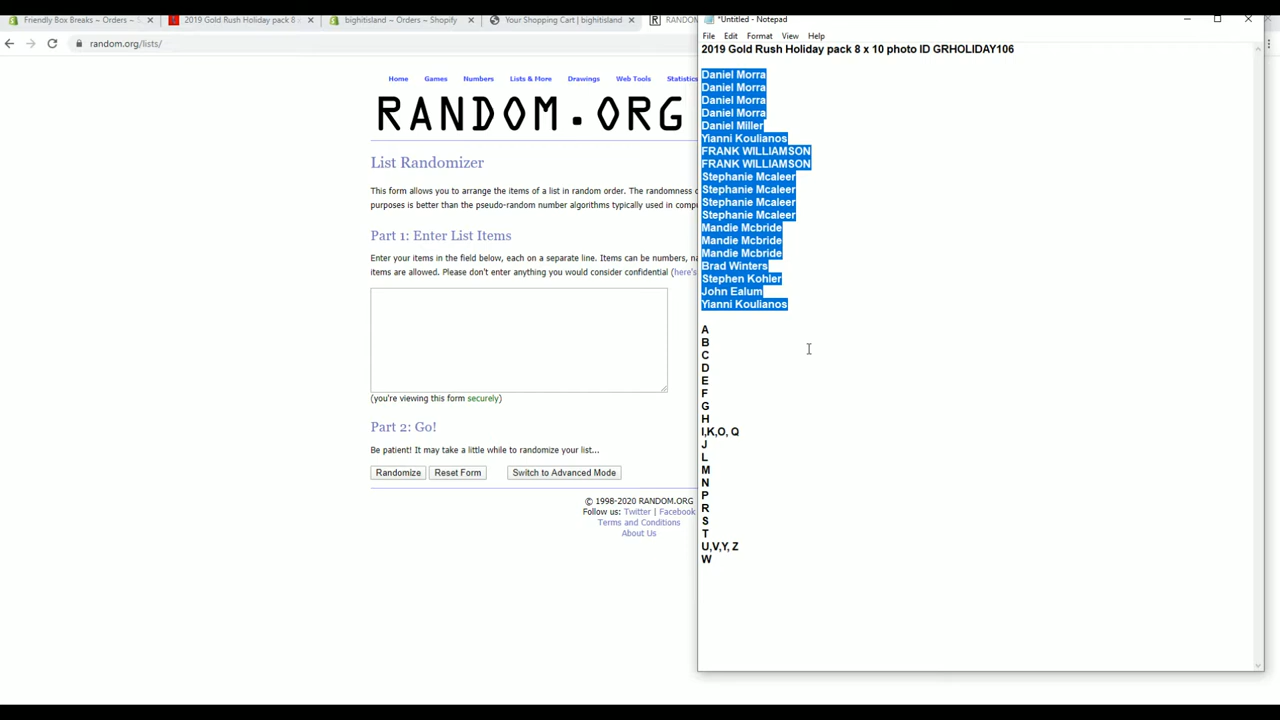 Friendly Box Breaks ~ Orders ~
2019 Gold Rush Holiday pack 8
bighitisland ~ Orders ~ Shopify
Your Shopping Cart | bighitisland
RANDOM
*Untitled - Notepad
random.org/lists/
File Edit Format View Help
2019 Gold Rush Holiday pack 8 x 10 photo ID GRHOLIDAY106
Home Games Numbers Lists & More Drawings Web Tools Statistics
RANDOM.ORG
List Randomizer
This form allows you to arrange the items of a list in random order. The randomness
purposes is better than the pseudo-random number algorithms typically used in
Part 1: Enter List Items
Enter your items in the field below, each on a separate line. Items can be numbers,
items are allowed. Please don't enter anything you would consider confidential (here's
(you're viewing this form securely)
Part 2: Go!
Be patient! It may take a little while to randomize your list...
Randomize Reset Form Switch to Advanced Mode
© 1998-2020 RANDOM.ORG
Follow us: Twitter | Facebook
Terms and Conditions
About Us
Daniel Morra
Daniel Morra
Daniel Morra
Daniel Morra
Daniel Miller
Yianni Koulianos
FRANK WILLIAMSON
FRANK WILLIAMSON
Stephanie Mcaleer
Stephanie Mcaleer
Stephanie Mcaleer
Stephanie Mcaleer
Mandie Mcbride
Mandie Mcbride
Mandie Mcbride
Brad Winters
Stephen Kohler
John Ealum
Yianni Koulianos
A
B
C
D
E
F
G
H
I,K,O, Q
J
L
M
N
P
R
S
T
U,V,Y, Z
W